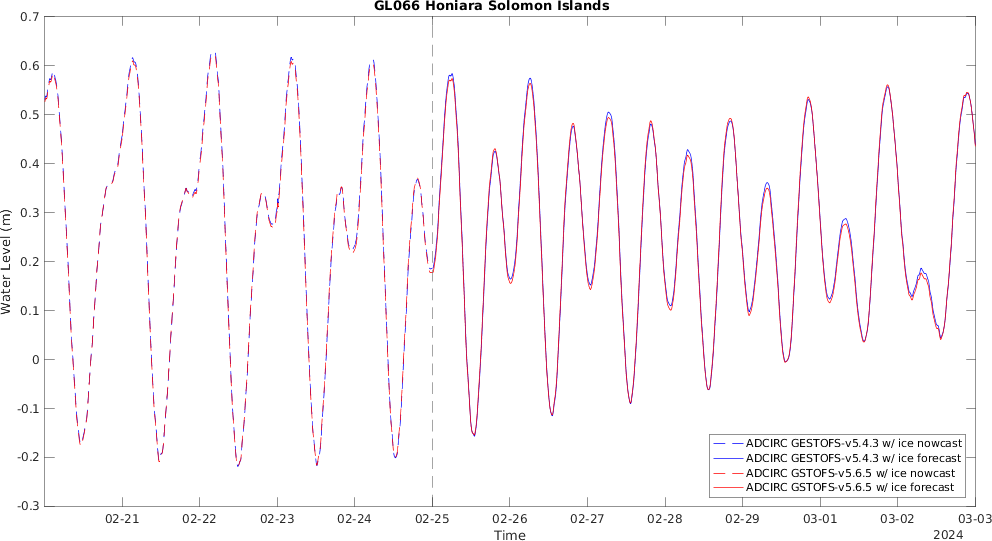 GL066 Honiara Solomon Islands
0.7
0.6
0.5
0.4
0.3
0.2
0.1
0
-0.1
-0.2
-0.3
Water Level (m)
ADCIRC GESTOFS-v5.4.3 w/ ice nowcast
ADCIRC GESTOFS-v5.4.3 w/ ice forecast
ADCIRC GSTOFS-v5.6.5 w/ ice nowcast
ADCIRC GSTOFS-v5.6.5 w/ ice forecast
02-21 02-22 02-23 02-24 02-25 02-26 02-27 02-28 02-29 03-01 03-02 03-03
Time
2024